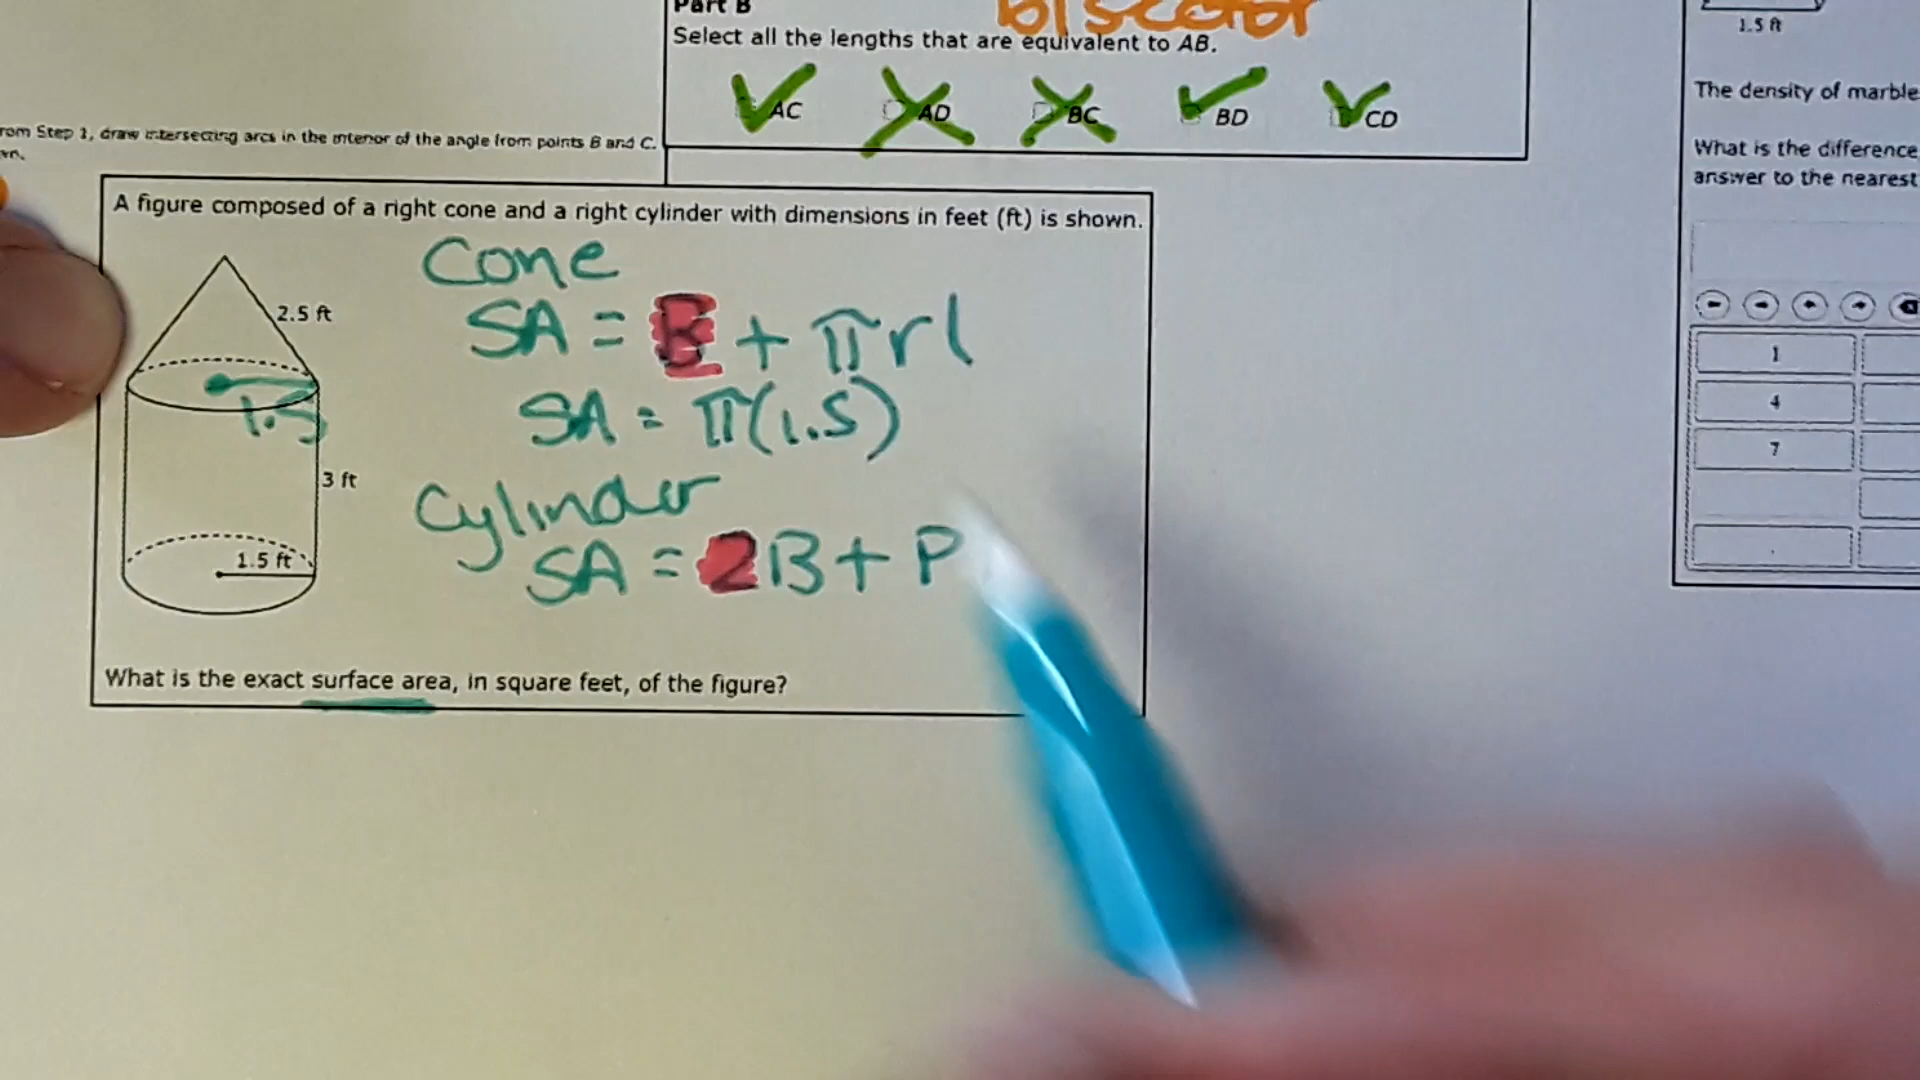 Part B
bisector
Select all the lengths that are equivalent to AB.
AC AD BC BD CD
rom Step 1, draw intersecting arcs in the interior of the angle from points B and C.
A figure composed of a right cone and a right cylinder with dimensions in feet (ft) is shown.
2.5 ft
1.5
3 ft
1.5 ft
Cone
SA = B + πrl
SA = π(1.5)
Cylinder
SA = 2B + P
What is the exact surface area, in square feet, of the figure?
1.5 ft
The density of marble
What is the difference
answer to the nearest
1
4
7
.